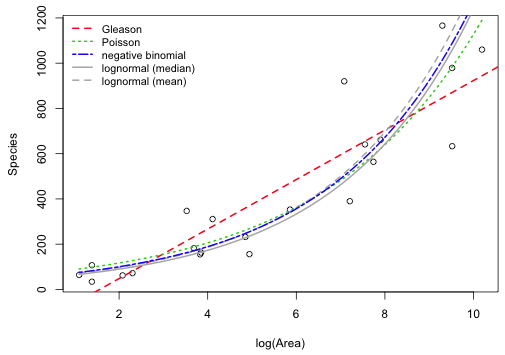 Gleason
Poisson
negative binomial
lognormal (median)
lognormal (mean)
Species
0
200
400
600
800
1000
1200
2
4
6
8
10
log(Area)